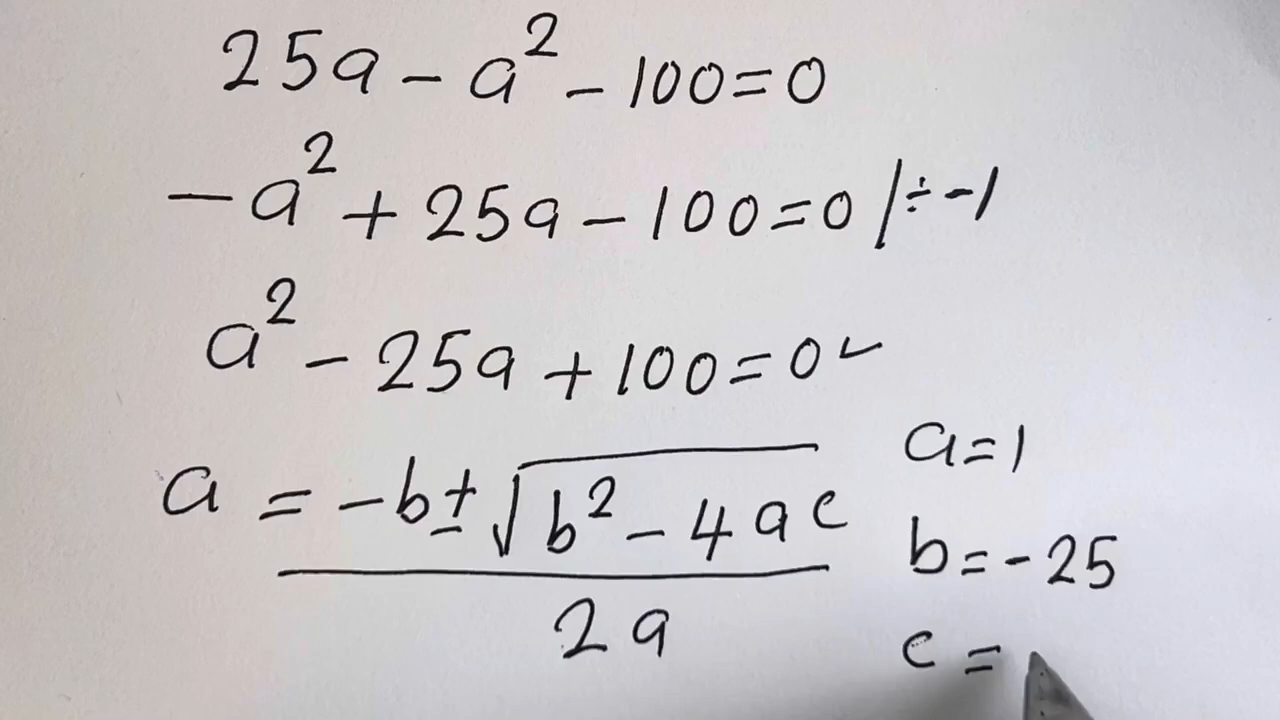 25a - a² - 100 = 0
-a² + 25a - 100 = 0 / ÷ -1
a² - 25a + 100 = 0 ✓
a = -b ± √(b² - 4ac) / 2a
a = 1
b = -25
c =